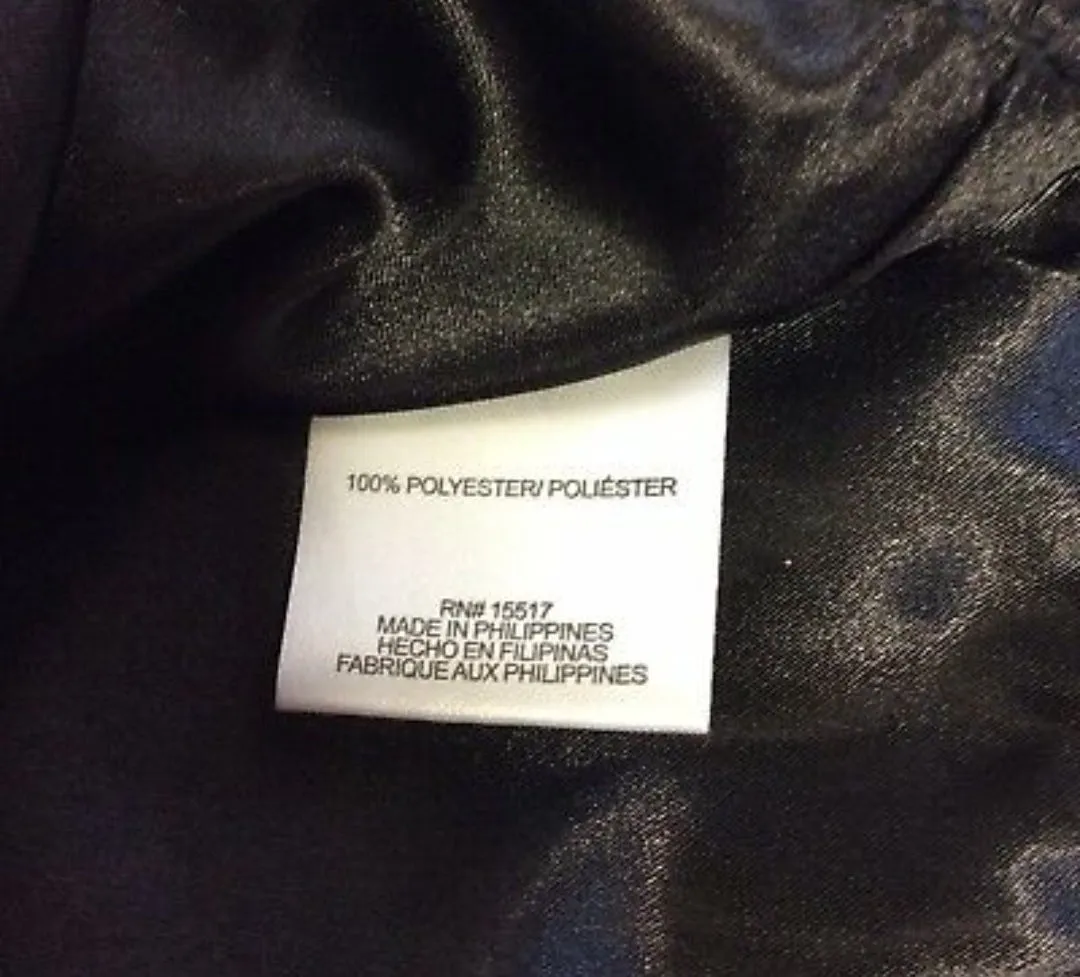 100% POLYESTER/ POLIÉSTER
RN# 15517
MADE IN PHILIPPINES
HECHO EN FILIPINAS
FABRIQUE AUX PHILIPPINES